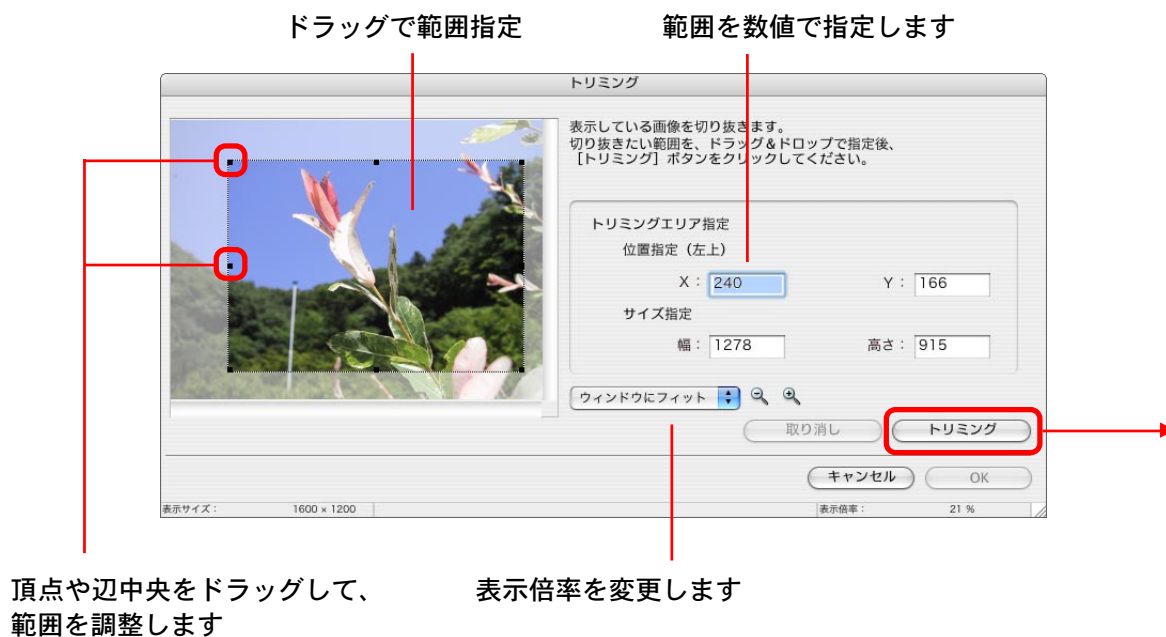 ドラッグで範囲指定
範囲を数値で指定します
トリミング
表示している画像を切り抜きます。
切り抜きたい範囲を、ドラッグ&ドロップで指定後、
［トリミング］ボタンをクリックしてください。
トリミングエリア指定
位置指定（左上）
X： 240 Y： 166
サイズ指定
幅： 1278 高さ： 915
ウィンドウにフィット
取り消し トリミング
キャンセル OK
表示サイズ： 1600 × 1200 表示倍率： 21 %
頂点や辺中央をドラッグして、
範囲を調整します
表示倍率を変更します